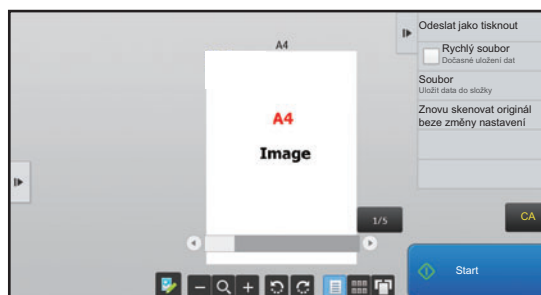 A4
A4
Image
1/5
Odeslat jako tisknout
Rychlý soubor
Dočasné uložení dat
Soubor
Uložit data do složky
Znovu skenovat originál
beze změny nastavení
CA
Start